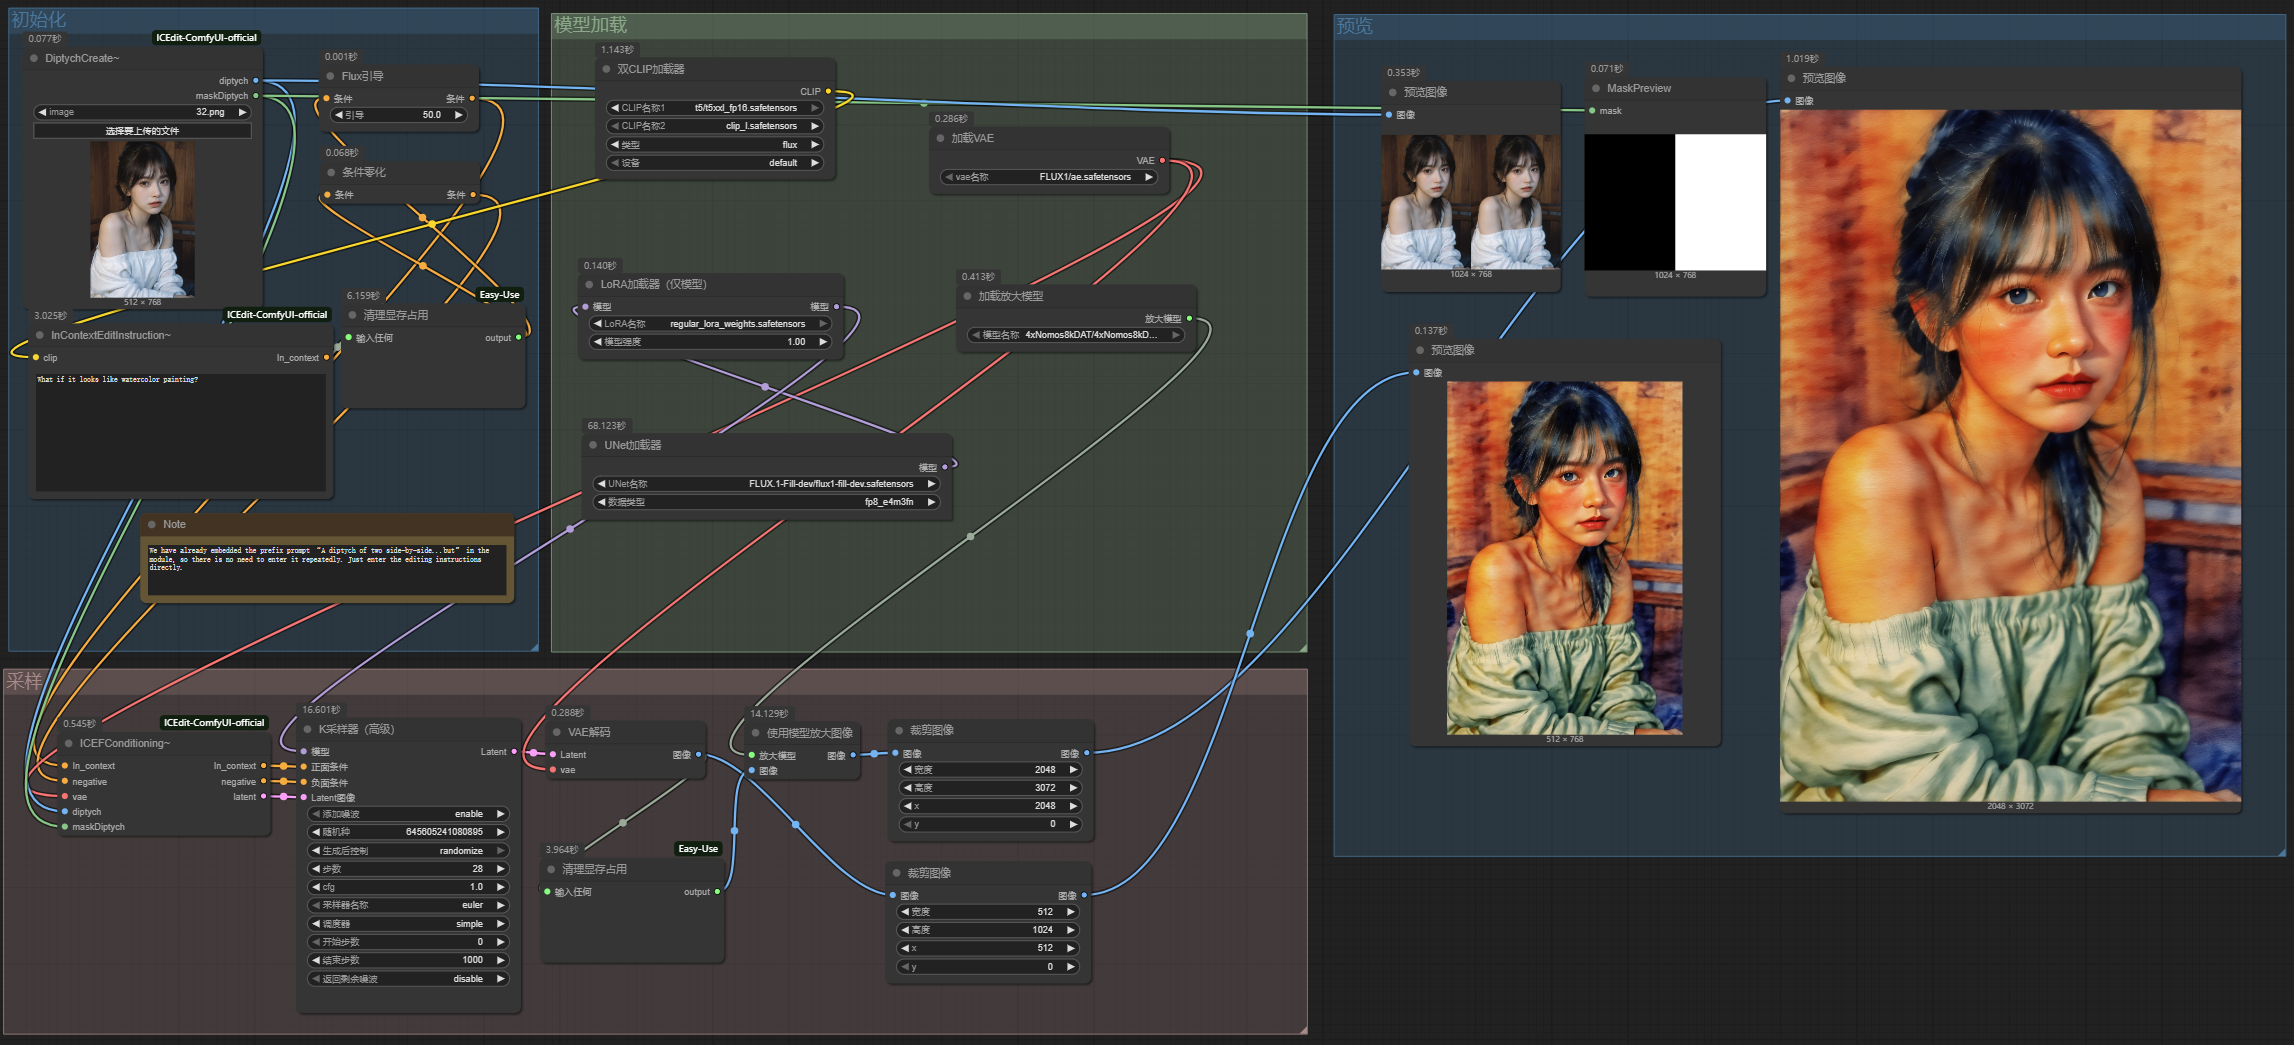 初始化
0.077秒
ICEdit-ComfyUI-official
DiptychCreate~
diptych
maskDiptych
image 32.png
选择要上传的文件
512 × 768
0.001秒
Flux引导
条件 条件
引导 50.0
0.068秒
条件零化
条件 条件
3.025秒
ICEdit-ComfyUI-official
InContextEditInstruction~
clip In_context
What if it looks like watercolor painting?
6.159秒
Easy-Use
清理显存占用
输入任何 output
Note
We have already embedded the prefix prompt “A diptych of two side-by-side...but” in the
module, so there is no need to enter it repeatedly. Just enter the editing instructions
directly.
模型加载
1.143秒
双CLIP加载器
CLIP
CLIP名称1 t5/t5xxl_fp16.safetensors
CLIP名称2 clip_l.safetensors
类型 flux
设备 default
0.286秒
加载VAE
VAE
vae名称 FLUX1/ae.safetensors
0.140秒
LoRA加载器（仅模型）
模型 模型
LoRA名称 regular_lora_weights.safetensors
模型强度 1.00
0.413秒
加载放大模型
放大模型
模型名称 4xNomos8kDAT/4xNomos8kD...
68.123秒
UNet加载器
模型
UNet名称 FLUX.1-Fill-dev/flux1-fill-dev.safetensors
数据类型 fp8_e4m3fn
采样
0.545秒
ICEdit-ComfyUI-official
ICEFConditioning~
In_context In_context
negative negative
vae latent
diptych
maskDiptych
16.601秒
K采样器（高级）
模型 Latent
正面条件
负面条件
Latent图像
添加噪波 enable
随机种 645605241080895
生成后控制 randomize
步数 28
cfg 1.0
采样器名称 euler
调度器 simple
开始步数 0
结束步数 1000
返回剩余噪波 disable
0.288秒
VAE解码
Latent 图像
vae
3.964秒
Easy-Use
清理显存占用
输入任何 output
14.129秒
使用模型放大图像
放大模型 图像
图像
裁剪图像
图像 图像
宽度 2048
高度 3072
x 2048
y 0
裁剪图像
图像 图像
宽度 512
高度 1024
x 512
y 0
预览
0.353秒
预览图像
图像
1024 × 768
0.071秒
MaskPreview
mask
1024 × 768
0.137秒
预览图像
图像
512 × 768
1.019秒
预览图像
图像
2048 × 3072